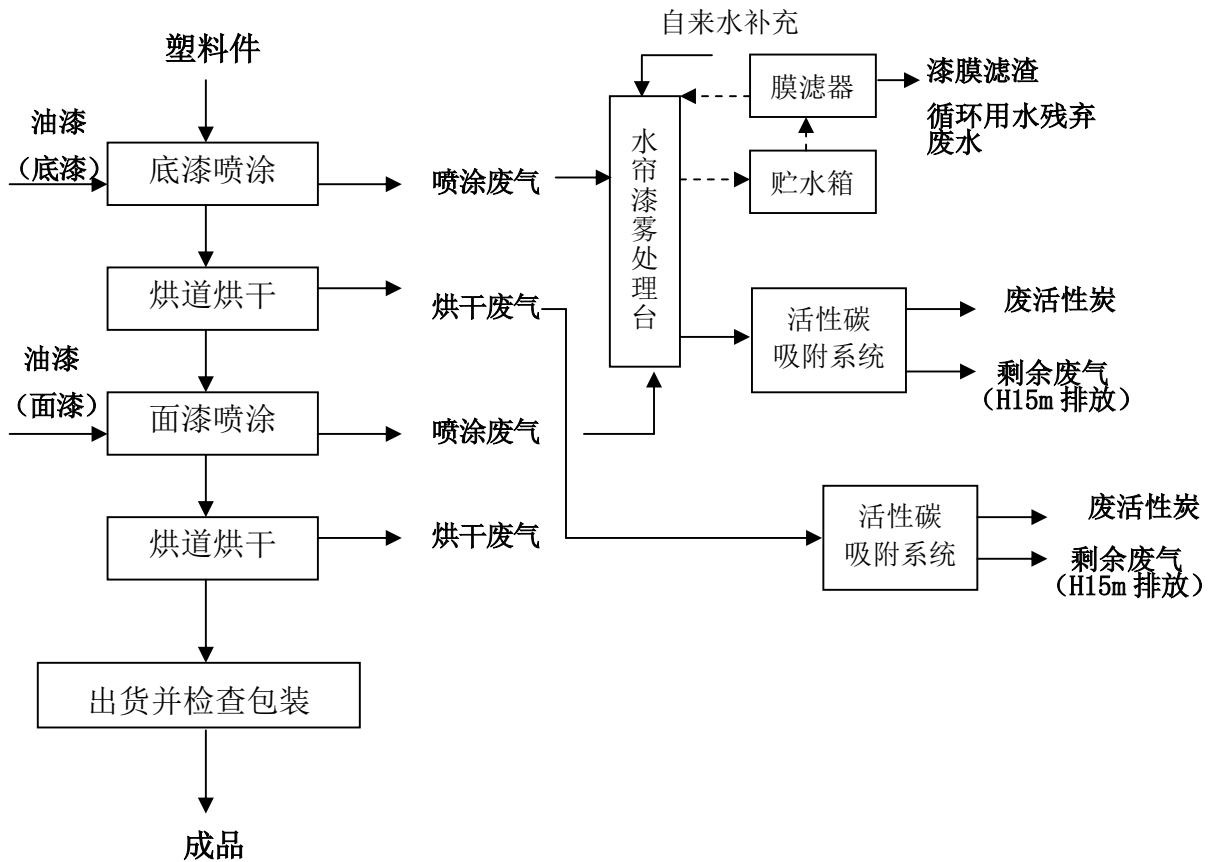 自来水补充
塑料件
膜滤器
漆膜滤渣
循环用水残弃
废水
油漆
（底漆）
底漆喷涂
喷涂废气
水帘漆雾处理台
贮水箱
烘道烘干
烘干废气
活性碳
吸附系统
废活性炭
剩余废气
（H15m 排放）
油漆
（面漆）
面漆喷涂
喷涂废气
烘道烘干
烘干废气
活性碳
吸附系统
废活性炭
剩余废气
（H15m 排放）
出货并检查包装
成品